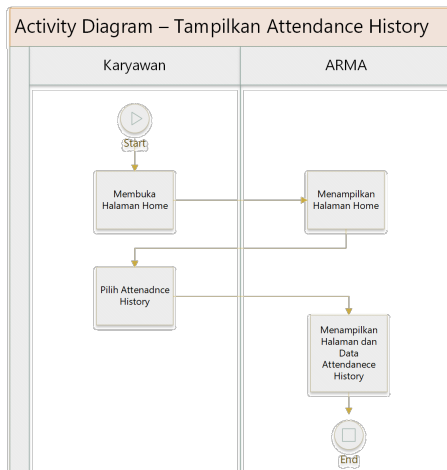 Activity Diagram – Tampilkan Attendance History
Karyawan
ARMA
Start
Membuka
Halaman Home
Menampilkan
Halaman Home
Pilih Attenadnce
History
Menampilkan
Halaman dan
Data
Attendanece
History
End